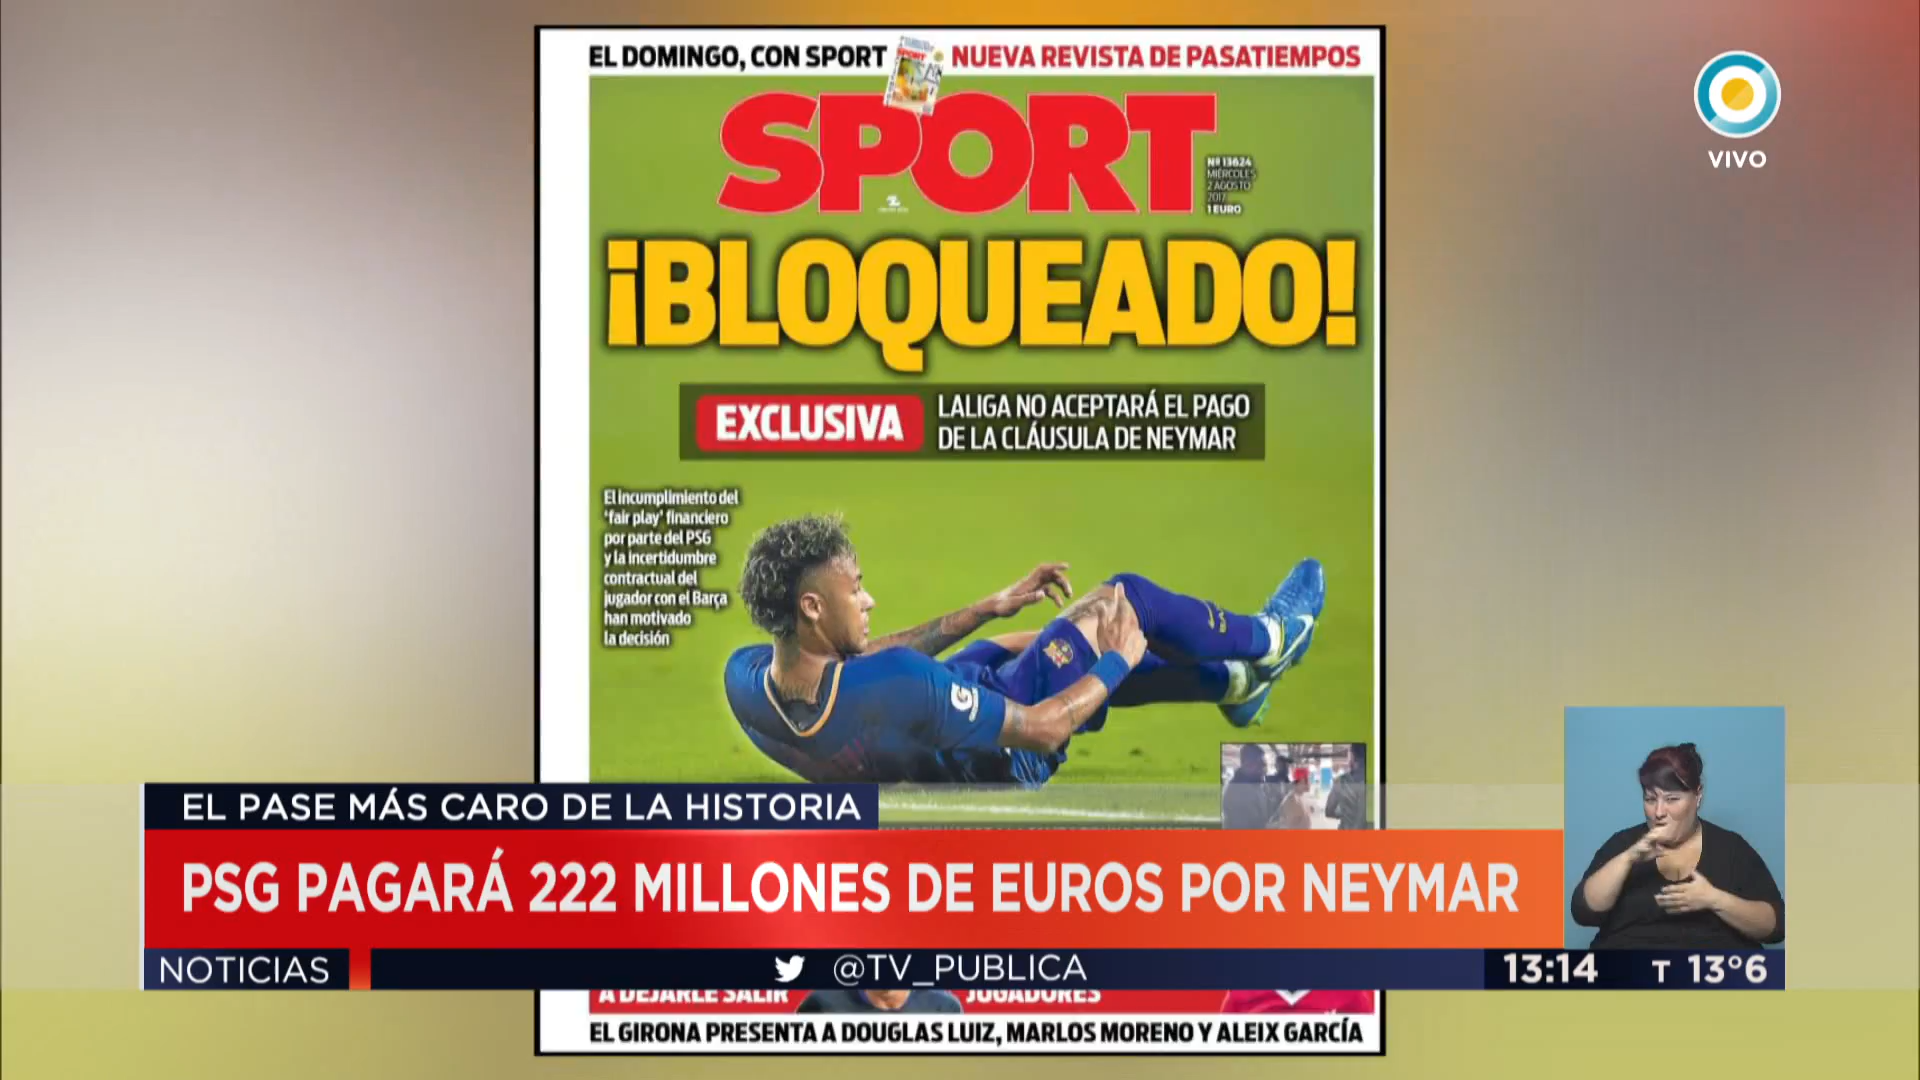 EL DOMINGO, CON SPORT NUEVA REVISTA DE PASATIEMPOS
SPORT
VIVO
Nº 13624
MIÉRCOLES
2 AGOSTO
2017
1 EURO
¡BLOQUEADO!
EXCLUSIVA
LALIGA NO ACEPTARÁ EL PAGO
DE LA CLÁUSULA DE NEYMAR
El incumplimiento del
'fair play' financiero
por parte del PSG
y la incertidumbre
contractual del
jugador con el Barça
han motivado
la decisión
EL PASE MÁS CARO DE LA HISTORIA
PSG PAGARÁ 222 MILLONES DE EUROS POR NEYMAR
NOTICIAS
@TV_PUBLICA
13:14 T 13°6
A DEJARLE SALIR
JUGADORES
EL GIRONA PRESENTA A DOUGLAS LUIZ, MARLOS MORENO Y ALEIX GARCÍA